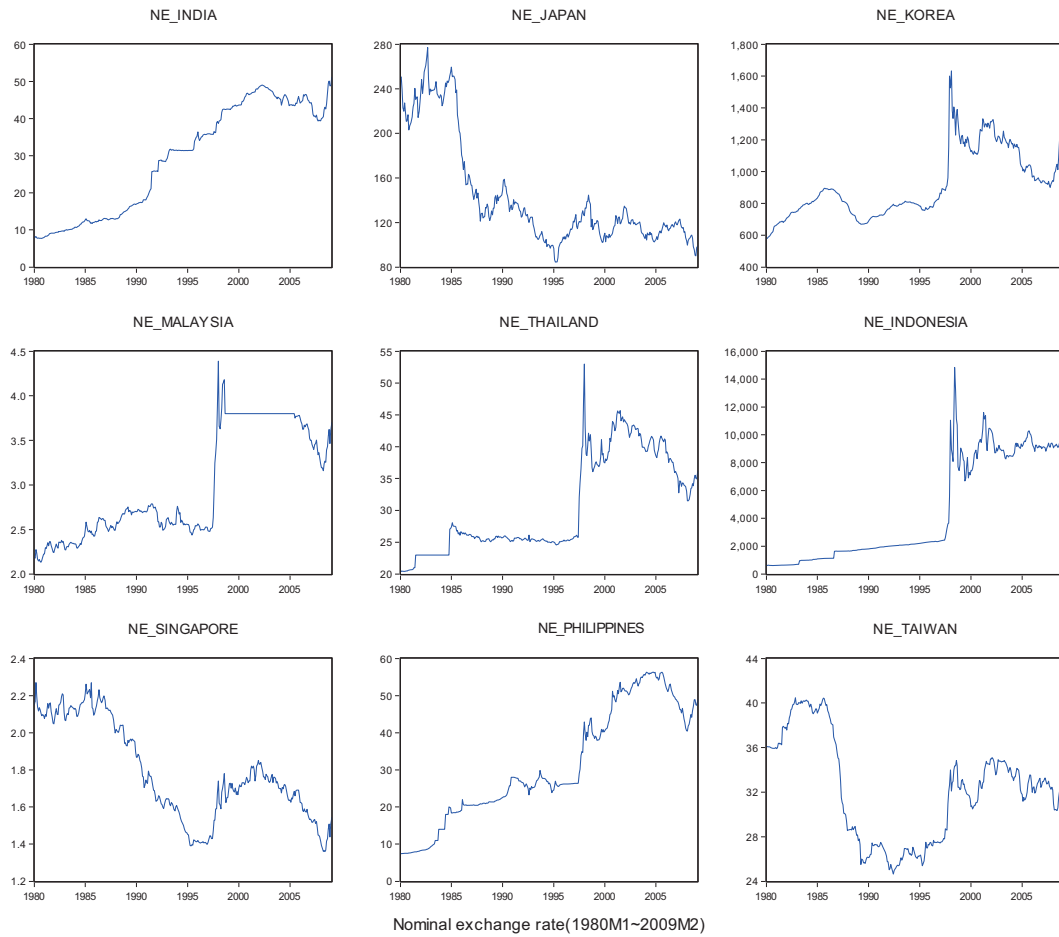 NE_INDIA NE_JAPAN NE_KOREA
60 280 1,800
50 240 1,600
40 1,400
30 200 1,200
20 160 1,000
10 120 800
0 80 600
400
1980 1985 1990 1995 2000 2005 1980 1985 1990 1995 2000 2005 1980 1985 1990 1995 2000 2005
NE_MALAYSIA NE_THAILAND NE_INDONESIA
4.5 55 16,000
4.0 50 14,000
3.5 45 12,000
3.0 40 10,000
2.5 35 8,000
2.0 30 6,000
25 4,000
20 2,000
0
1980 1985 1990 1995 2000 2005 1980 1985 1990 1995 2000 2005 1980 1985 1990 1995 2000 2005
NE_SINGAPORE NE_PHILIPPINES NE_TAIWAN
2.4 60 44
2.2 50 40
2.0 40 36
1.8 30 32
1.6 20 28
1.4 10 24
1.2 0
1980 1985 1990 1995 2000 2005 1980 1985 1990 1995 2000 2005 1980 1985 1990 1995 2000 2005
Nominal exchange rate(1980M1~2009M2)